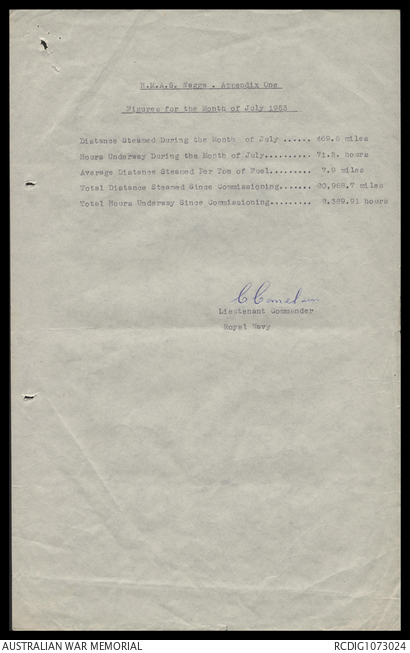 H.M.A.S. Wagga . Appendix One
Figures for the Month of July 1953
Distance Steamed During the Month of July ...... 469.6 miles
Hours Underway During the Month of July.......... 71.8. hours
Average Distance Steamed Per Ton of Fuel......... 7.9 miles
Total Distance Steamed Since Commissioning....... 20,968.7 miles
Total Hours Underway Since Commissioning......... 2,389.91 hours
Lieutenant Commander
Royal Navy
AUSTRALIAN WAR MEMORIAL
RCDIG1073024